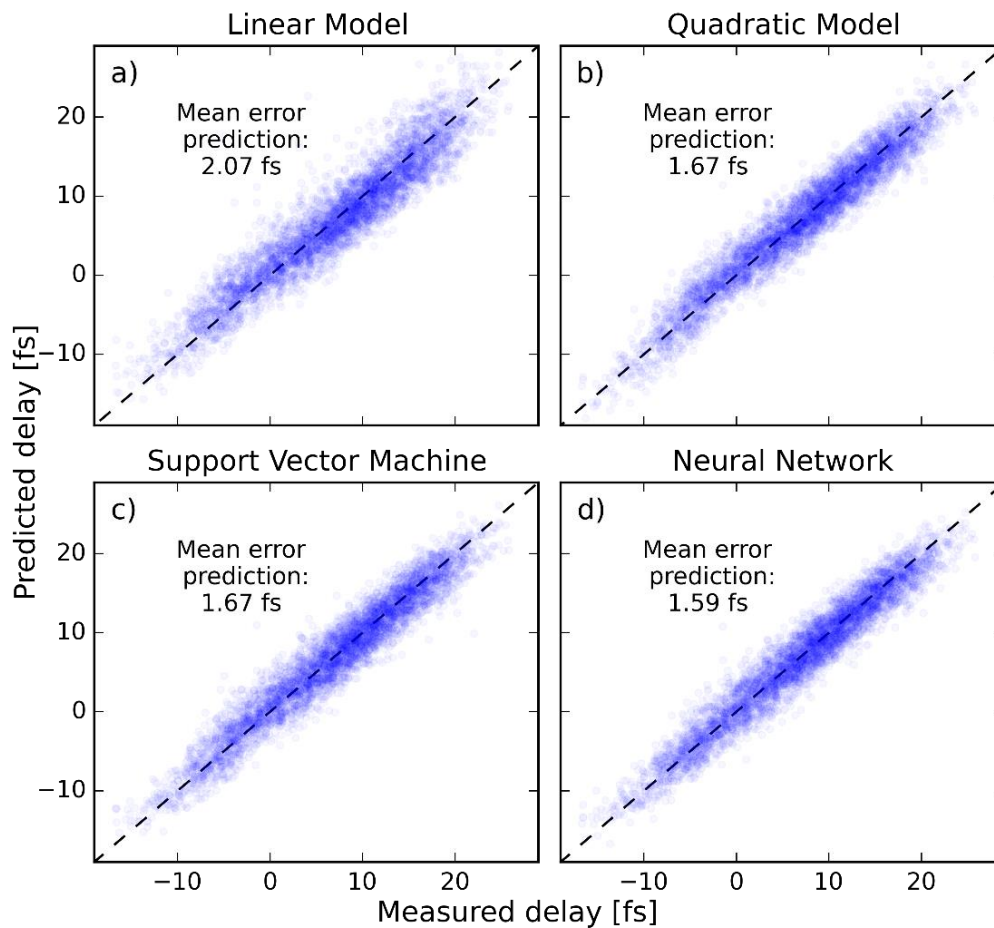 Linear Model
Quadratic Model
a)
Mean error
prediction:
2.07 fs
b)
Mean error
prediction:
1.67 fs
20
10
0
−10
Support Vector Machine
Neural Network
c)
Mean error
prediction:
1.67 fs
d)
Mean error
prediction:
1.59 fs
20
10
0
−10
Predicted delay [fs]
−10 0 10 20
−10 0 10 20
Measured delay [fs]